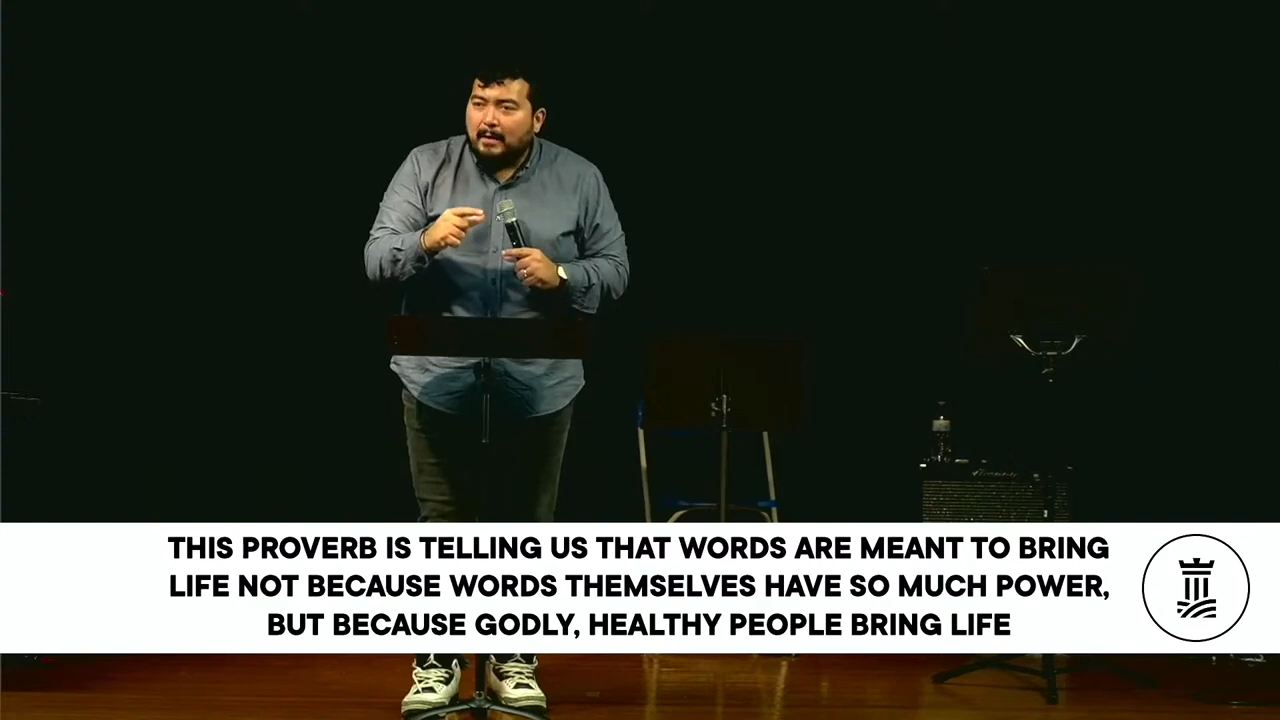 THIS PROVERB IS TELLING US THAT WORDS ARE MEANT TO BRING
LIFE NOT BECAUSE WORDS THEMSELVES HAVE SO MUCH POWER,
BUT BECAUSE GODLY, HEALTHY PEOPLE BRING LIFE